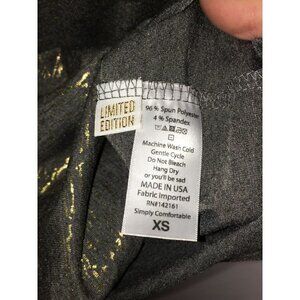 LIMITED
EDITION
96% Spun Polyester
4% Spandex
Machine Wash Cold
Gentle Cycle
Do Not Bleach
Hang Dry
or you'll be sad
MADE IN USA
Fabric Imported
RN#142161
Simply Comfortable
XS